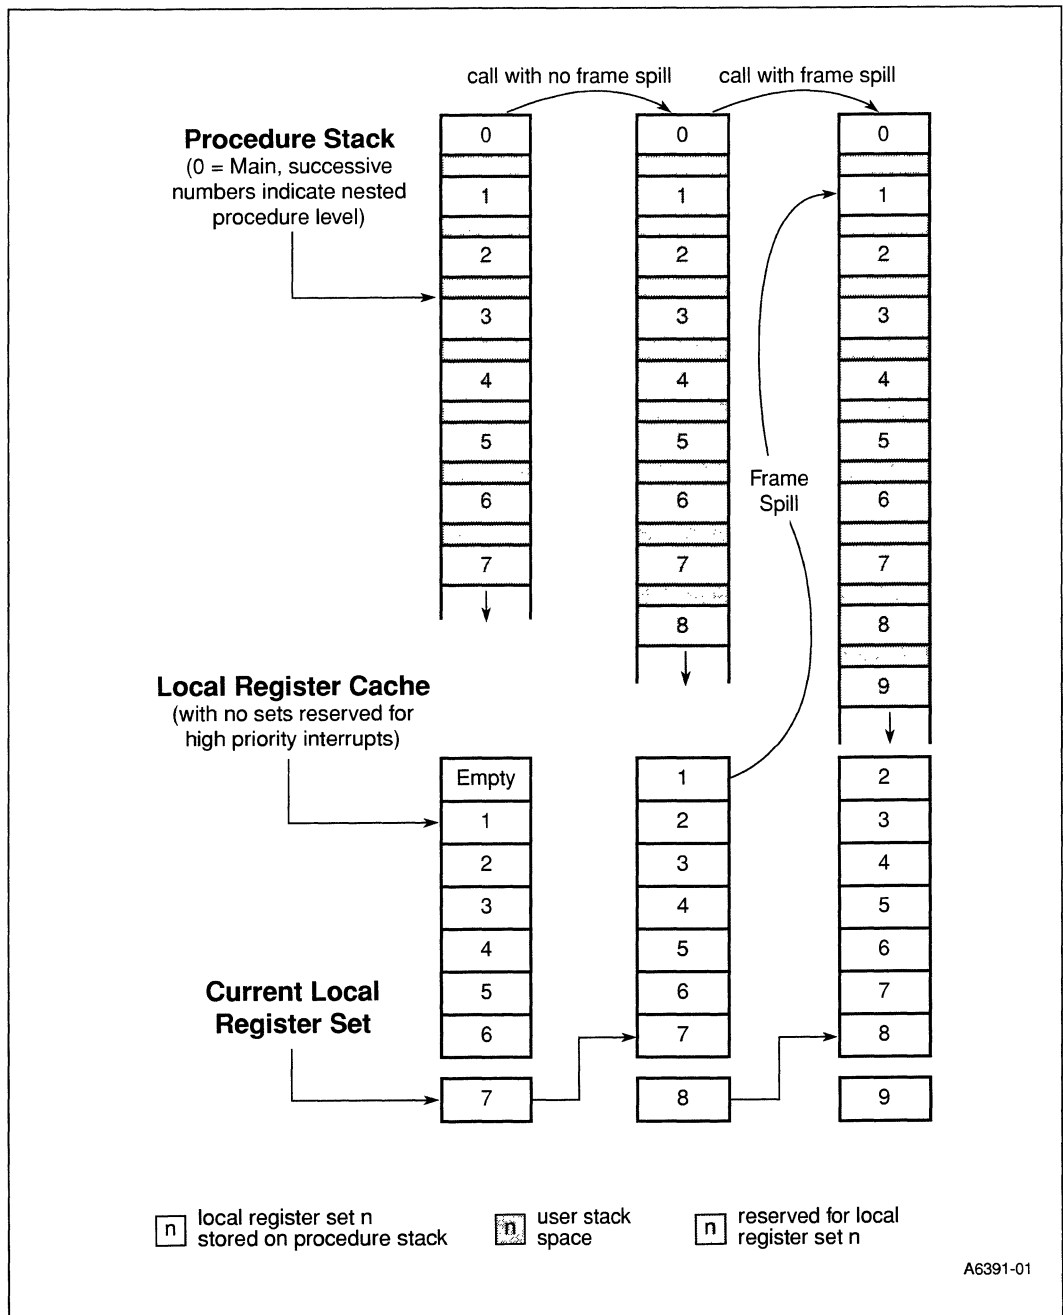 call with no frame spill
call with frame spill
Procedure Stack
(0 = Main, successive
numbers indicate nested
procedure level)
0
1
2
3
4
5
6
7
0
1
2
3
4
5
6
7
8
0
1
2
3
4
5
6
7
8
9
Frame
Spill
Local Register Cache
(with no sets reserved for
high priority interrupts)
Empty
1
2
3
4
5
6
1
2
3
4
5
6
7
2
3
4
5
6
7
8
Current Local
Register Set
7
8
9
n
local register set n
stored on procedure stack
n
user stack
space
n
reserved for local
register set n
A6391-01